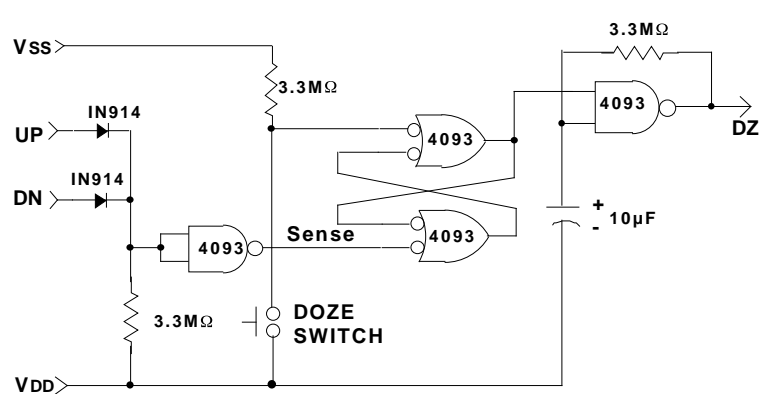 VSS
3.3MΩ
3.3MΩ
IN914
UP
IN914
DN
4093
4093
DZ
4093
Sense
4093
+
-
10µF
3.3MΩ
DOZE
SWITCH
VDD